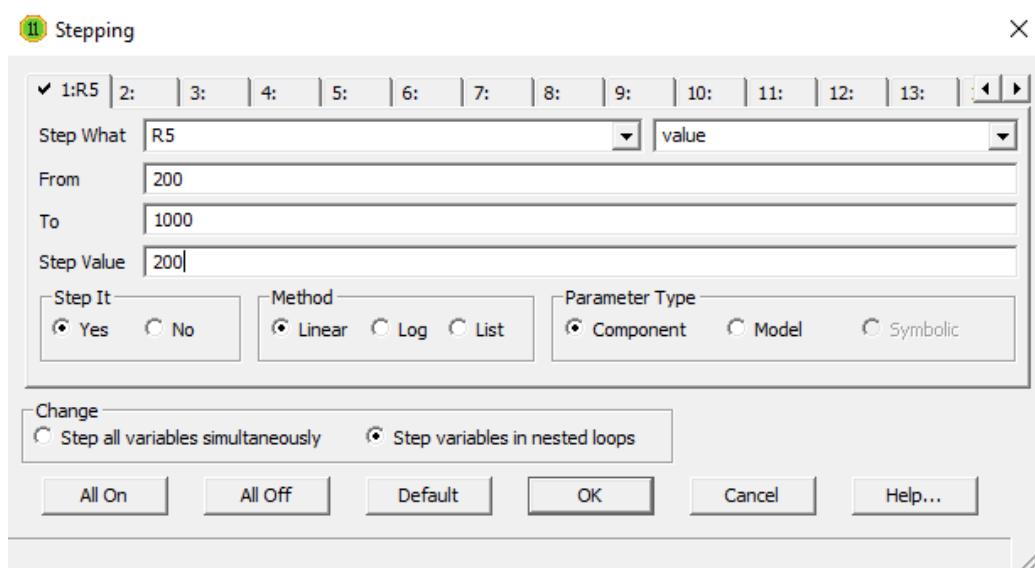 11 Stepping
1:R5 2: 3: 4: 5: 6: 7: 8: 9: 10: 11: 12: 13:
Step What R5 value
From 200
To 1000
Step Value 200
Step It Method Parameter Type
Yes No Linear Log List Component Model Symbolic
Change
Step all variables simultaneously Step variables in nested loops
All On All Off Default OK Cancel Help...